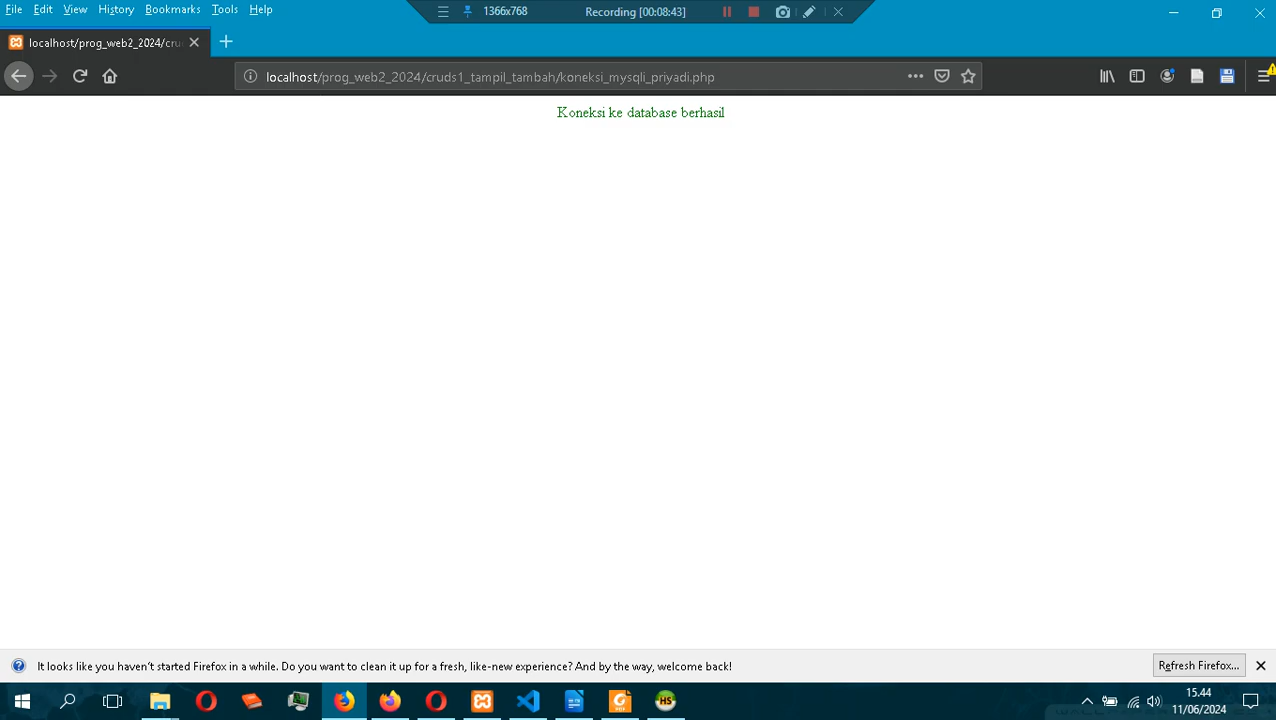 File Edit View History Bookmarks Tools Help
1366x768
Recording [00:08:43]
localhost/prog_web2_2024/cru
localhost/prog_web2_2024/cruds1_tampil_tambah/koneksi_mysqli_priyadi.php
Koneksi ke database berhasil
It looks like you haven't started Firefox in a while. Do you want to clean it up for a fresh, like-new experience? And by the way, welcome back!
Refresh Firefox...
HS
15.44
11/06/2024